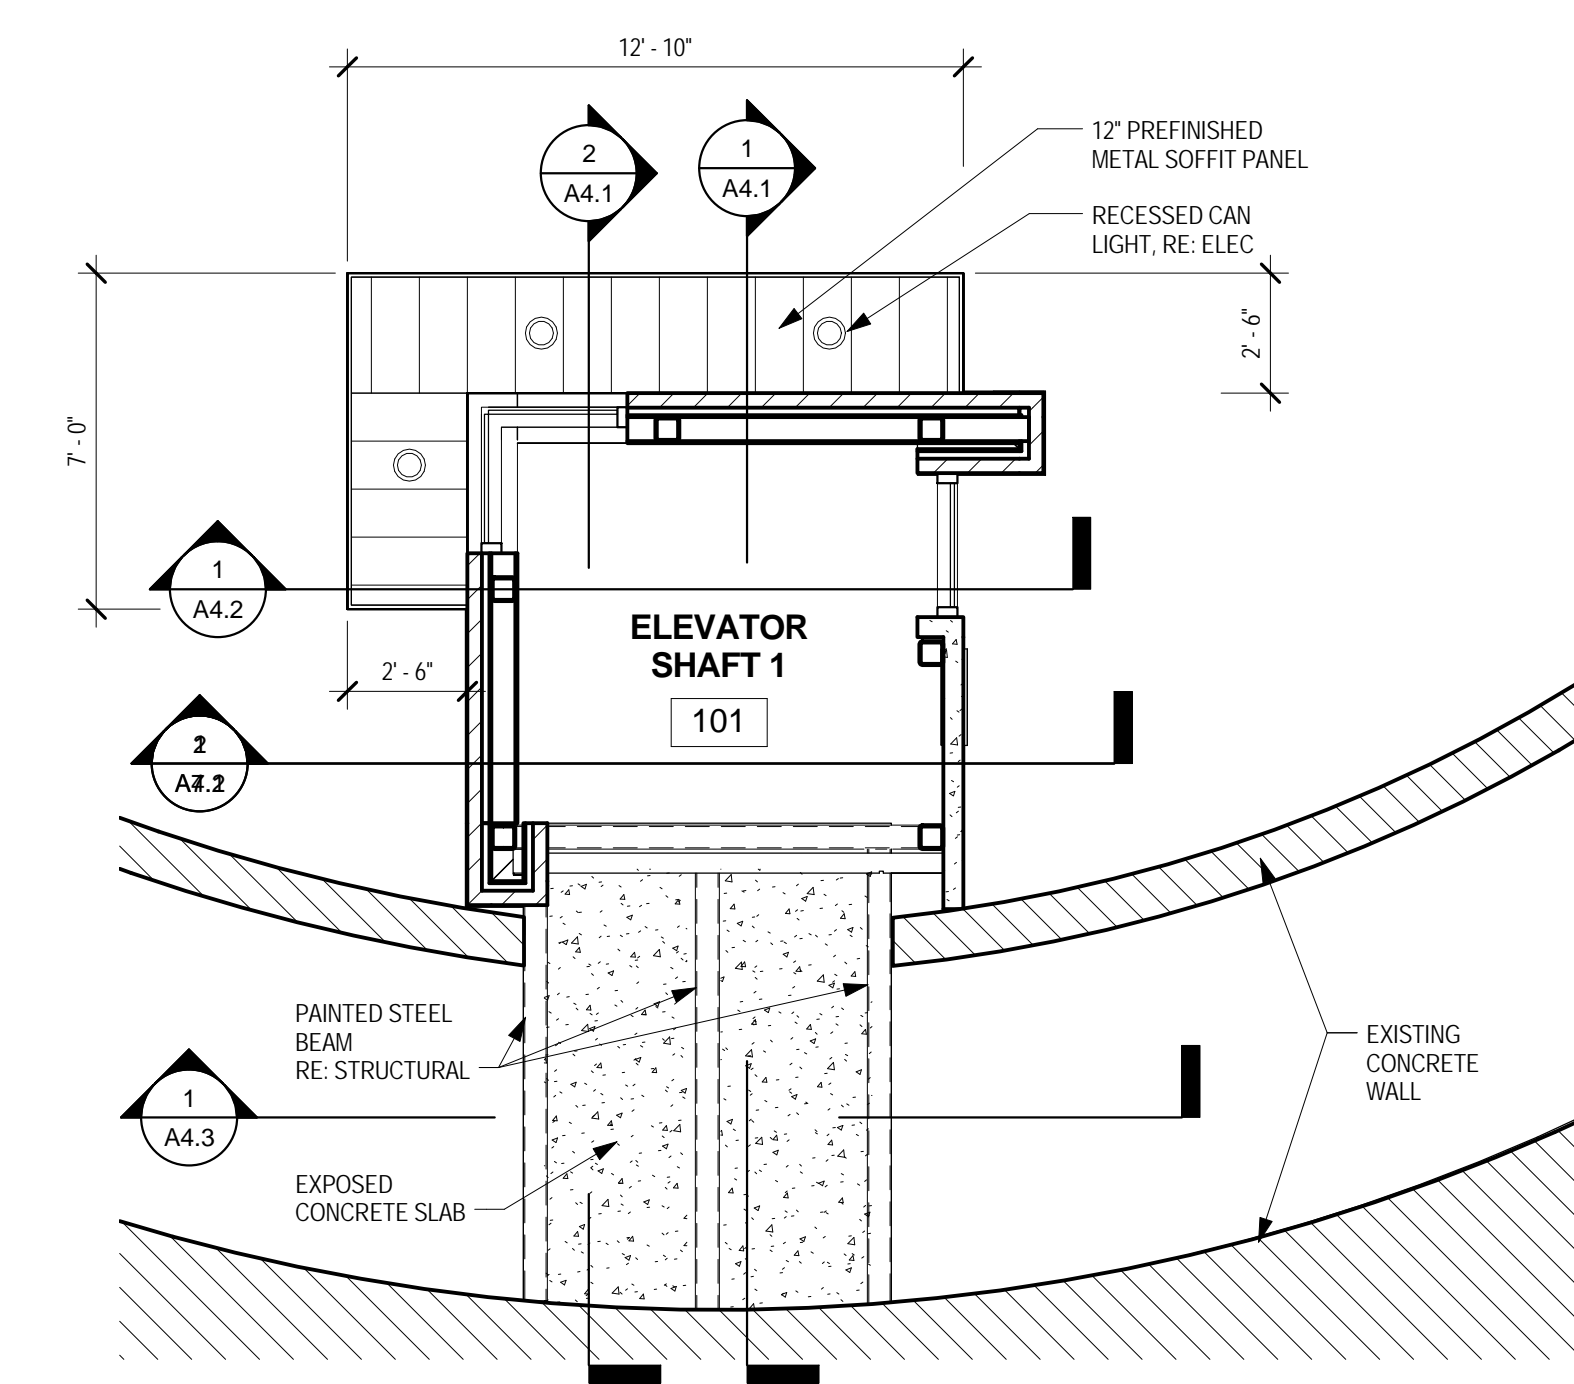 12' - 10"
2
A4.1
1
A4.1
12" PREFINISHED
METAL SOFFIT PANEL
RECESSED CAN
LIGHT, RE: ELEC
2' - 6"
7' - 0"
1
A4.2
ELEVATOR
SHAFT 1
101
2' - 6"
PAINTED STEEL
BEAM
RE: STRUCTURAL
EXISTING
CONCRETE
WALL
1
A4.3
EXPOSED
CONCRETE SLAB